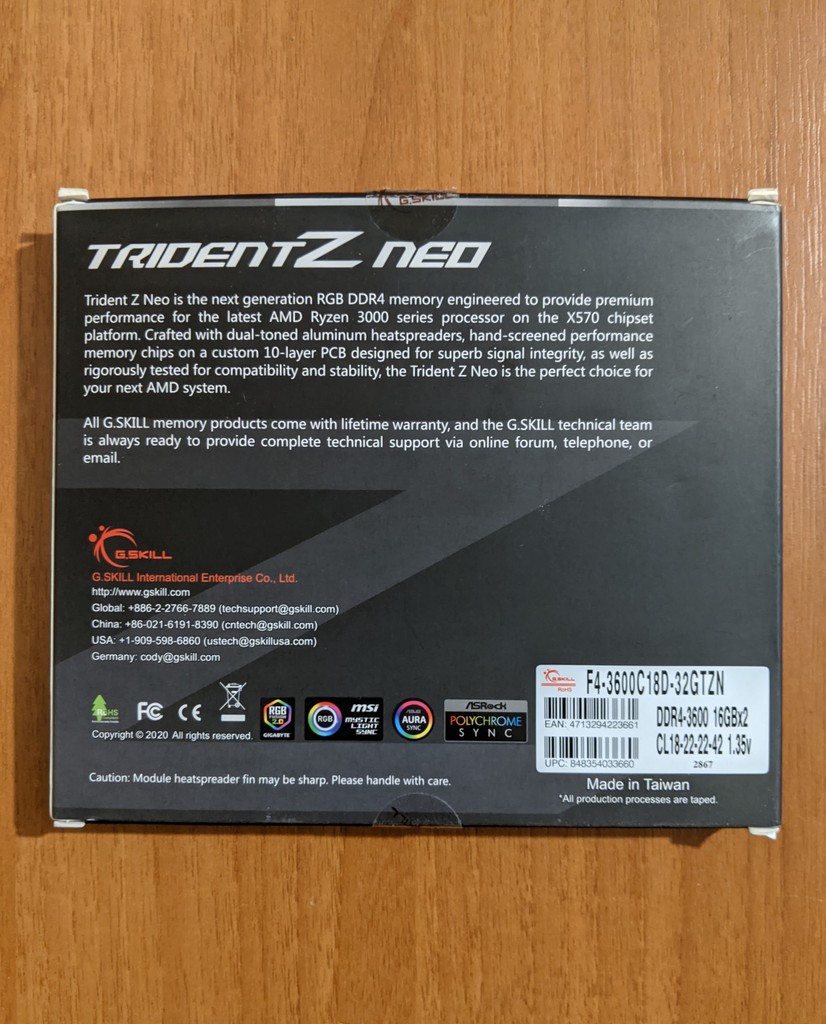 G.SKILL
TRIDENTZ NEO
Trident Z Neo is the next generation RGB DDR4 memory engineered to provide premium
performance for the latest AMD Ryzen 3000 series processor on the X570 chipset
platform. Crafted with dual-toned aluminum heatspreaders, hand-screened performance
memory chips on a custom 10-layer PCB designed for superb signal integrity, as well as
rigorously tested for compatibility and stability, the Trident Z Neo is the perfect choice for
your next AMD system.
All G.SKILL memory products come with lifetime warranty, and the G.SKILL technical team
is always ready to provide complete technical support via online forum, telephone, or
email.
G.SKILL
G.SKILL International Enterprise Co., Ltd.
http://www.gskill.com
Global: +886-2-2766-7889 (techsupport@gskill.com)
China: +86-021-6191-8390 (cntech@gskill.com)
USA: +1-909-598-6860 (ustech@gskillusa.com)
Germany: cody@gskill.com
RoHS
FC CE
RGB
FUSION
2.0
GIGABYTE
RGB
msi
MYSTIC
LIGHT
SYNC
ASUS
AURA
SYNC
ASRock
POLYCHROME
SYNC
Copyright © 2020 All rights reserved.
Caution: Module heatspreader fin may be sharp. Please handle with care.
G.SKILL
RoHS
F4-3600C18D-32GTZN
EAN: 4713294223661
DDR4-3600 16GBx2
CL18-22-22-42 1.35v
UPC: 848354033660
2867
Made in Taiwan
*All production processes are taped.